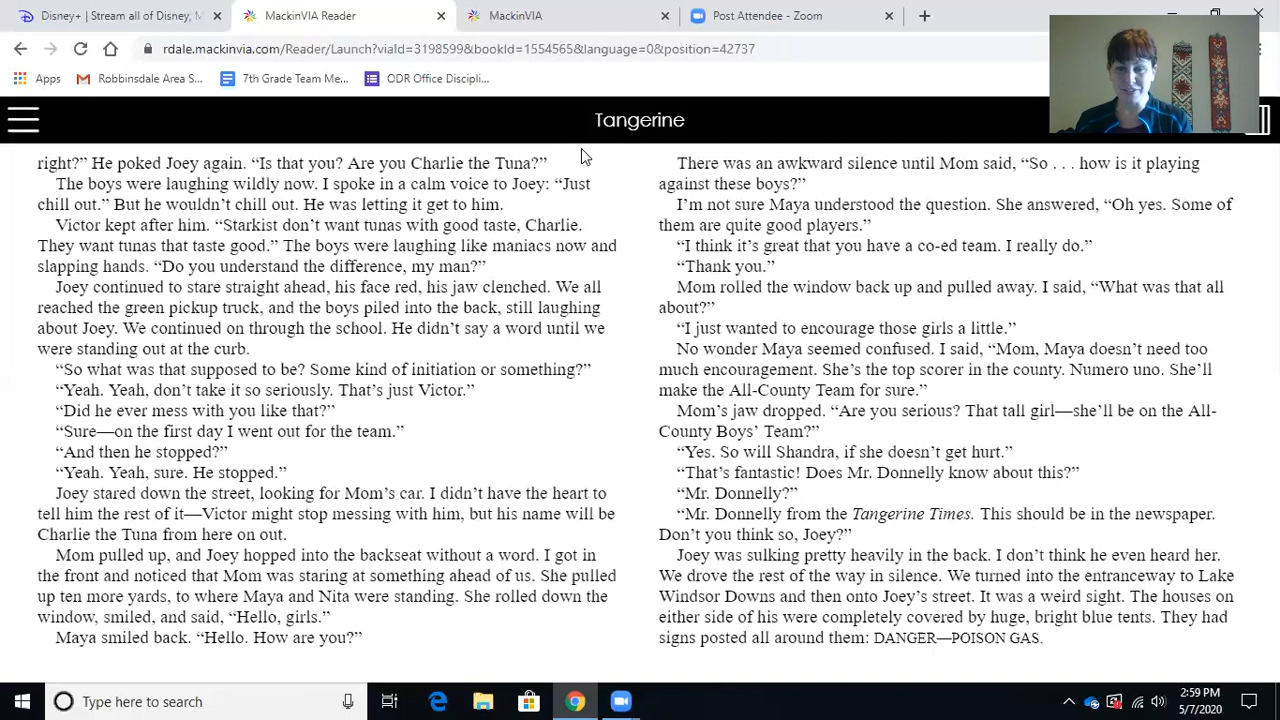 Disney+ | Stream all of Disney, M
MackinVIA Reader
MackinVIA
Post Attendee - Zoom
rdale.mackinvia.com/Reader/Launch?viaId=3198599&bookId=1554565&language=0&position=42737
Apps
Robbinsdale Area S...
7th Grade Team Me...
ODR Office Discipli...
Tangerine
right?” He poked Joey again. “Is that you? Are you Charlie the Tuna?”
The boys were laughing wildly now. I spoke in a calm voice to Joey: “Just
chill out.” But he wouldn’t chill out. He was letting it get to him.
Victor kept after him. “Starkist don’t want tunas with good taste, Charlie.
They want tunas that taste good.” The boys were laughing like maniacs now and
slapping hands. “Do you understand the difference, my man?”
Joey continued to stare straight ahead, his face red, his jaw clenched. We all
reached the green pickup truck, and the boys piled into the back, still laughing
about Joey. We continued on through the school. He didn’t say a word until we
were standing out at the curb.
“So what was that supposed to be? Some kind of initiation or something?”
“Yeah. Yeah, don’t take it so seriously. That’s just Victor.”
“Did he ever mess with you like that?”
“Sure—on the first day I went out for the team.”
“And then he stopped?”
“Yeah. Yeah, sure. He stopped.”
Joey stared down the street, looking for Mom’s car. I didn’t have the heart to
tell him the rest of it—Victor might stop messing with him, but his name will be
Charlie the Tuna from here on out.
Mom pulled up, and Joey hopped into the backseat without a word. I got in
the front and noticed that Mom was staring at something ahead of us. She pulled
up ten more yards, to where Maya and Nita were standing. She rolled down the
window, smiled, and said, “Hello, girls.”
Maya smiled back. “Hello. How are you?”
There was an awkward silence until Mom said, “So . . . how is it playing
against these boys?”
I’m not sure Maya understood the question. She answered, “Oh yes. Some of
them are quite good players.”
“I think it’s great that you have a co-ed team. I really do.”
“Thank you.”
Mom rolled the window back up and pulled away. I said, “What was that all
about?”
“I just wanted to encourage those girls a little.”
No wonder Maya seemed confused. I said, “Mom, Maya doesn’t need too
much encouragement. She’s the top scorer in the county. Numero uno. She’ll
make the All-County Team for sure.”
Mom’s jaw dropped. “Are you serious? That tall girl—she’ll be on the All-
County Boys’ Team?”
“Yes. So will Shandra, if she doesn’t get hurt.”
“That’s fantastic! Does Mr. Donnelly know about this?”
“Mr. Donnelly?”
“Mr. Donnelly from the Tangerine Times. This should be in the newspaper.
Don’t you think so, Joey?”
Joey was sulking pretty heavily in the back. I don’t think he even heard her.
We drove the rest of the way in silence. We turned into the entranceway to Lake
Windsor Downs and then onto Joey’s street. It was a weird sight. The houses on
either side of his were completely covered by huge, bright blue tents. They had
signs posted all around them: DANGER—POISON GAS.
Type here to search
2:59 PM
5/7/2020